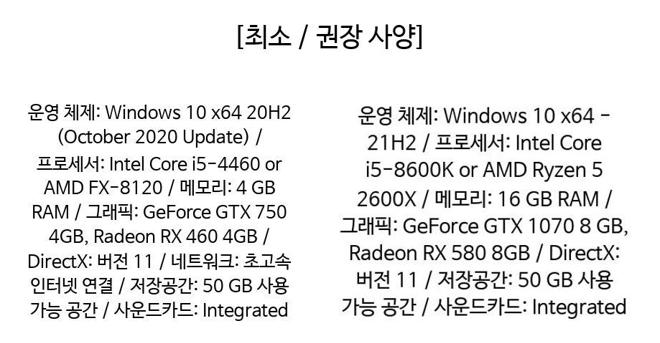 [최소 / 권장 사양]
운영 체제: Windows 10 x64 20H2
(October 2020 Update) /
프로세서: Intel Core i5-4460 or
AMD FX-8120 / 메모리: 4 GB
RAM / 그래픽: GeForce GTX 750
4GB, Radeon RX 460 4GB /
DirectX: 버전 11 / 네트워크: 초고속
인터넷 연결 / 저장공간: 50 GB 사용
가능 공간 / 사운드카드: Integrated
운영 체제: Windows 10 x64 -
21H2 / 프로세서: Intel Core
i5-8600K or AMD Ryzen 5
2600X / 메모리: 16 GB RAM /
그래픽: GeForce GTX 1070 8 GB,
Radeon RX 580 8GB / DirectX:
버전 11 / 저장공간: 50 GB 사용
가능 공간 / 사운드카드: Integrated